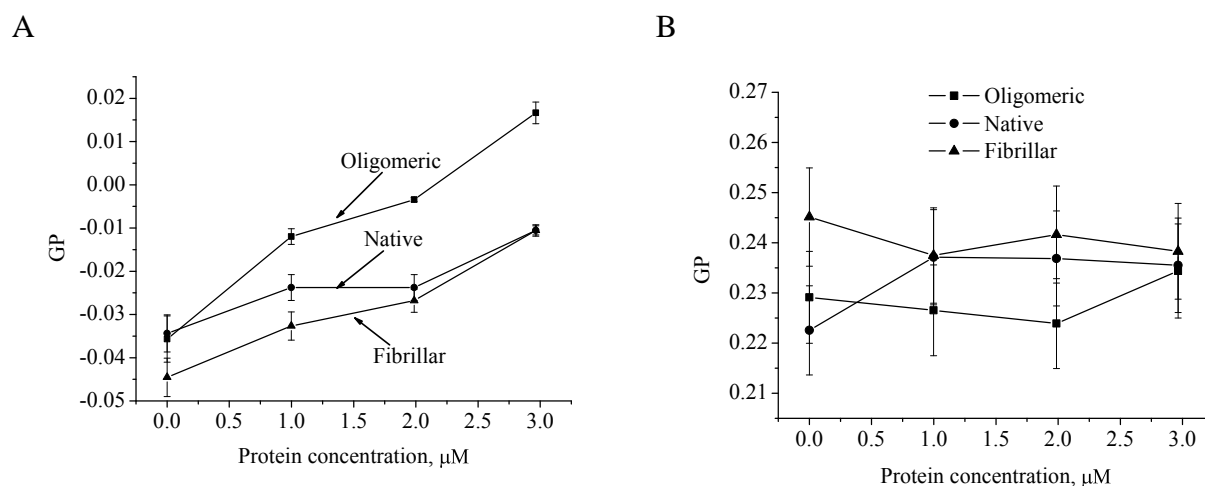 A
0.02
0.01
0.00
-0.01
-0.02
-0.03
-0.04
-0.05
GP
Oligomeric
Native
Fibrillar
0.0 0.5 1.0 1.5 2.0 2.5 3.0
Protein concentration, μM
B
0.27
0.26
0.25
0.24
0.23
0.22
0.21
GP
Oligomeric
Native
Fibrillar
0.0 0.5 1.0 1.5 2.0 2.5 3.0
Protein concentration, μM